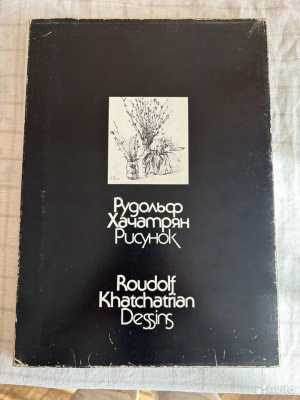 Рудольф
Хачатрян
Рисунок
Roudolf
Khatchatrian
Dessins